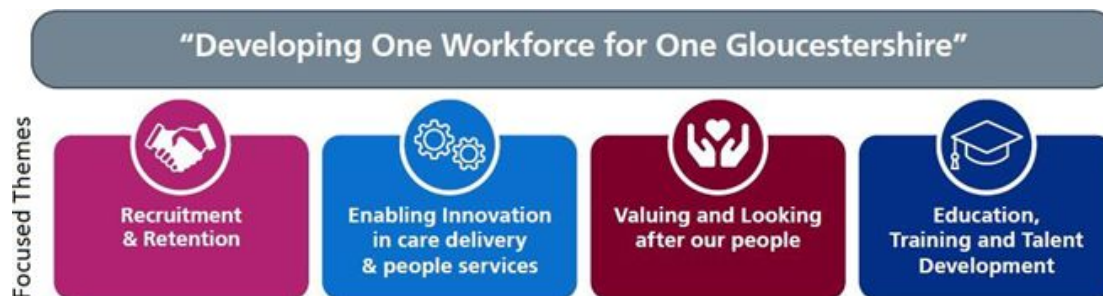 “Developing One Workforce for One Gloucestershire”
Focused Themes
Recruitment
& Retention
Enabling Innovation
in care delivery
& people services
Valuing and Looking
after our people
Education,
Training and Talent
Development